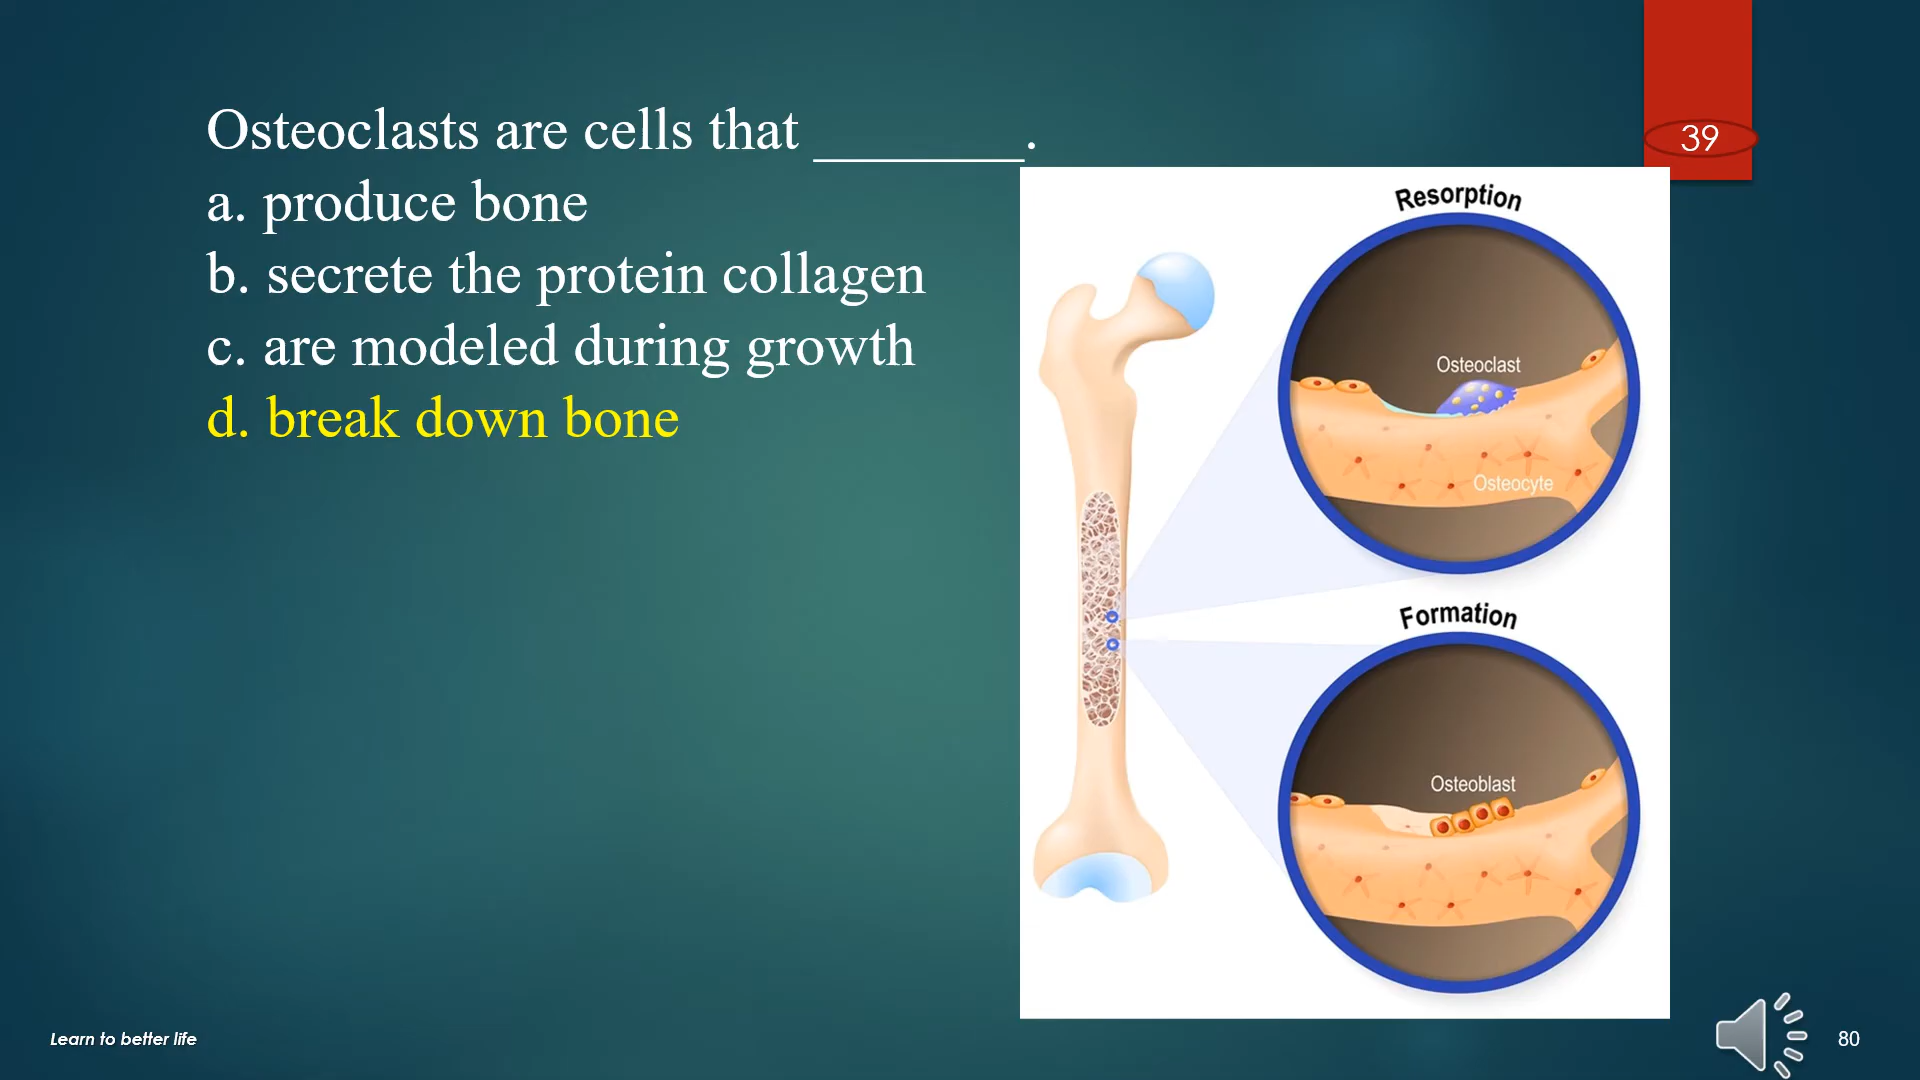 Osteoclasts are cells that _______.
a. produce bone
b. secrete the protein collagen
c. are modeled during growth
d. break down bone
39
Resorption
Osteoclast
Osteocyte
Formation
Osteoblast
Learn to better life
80